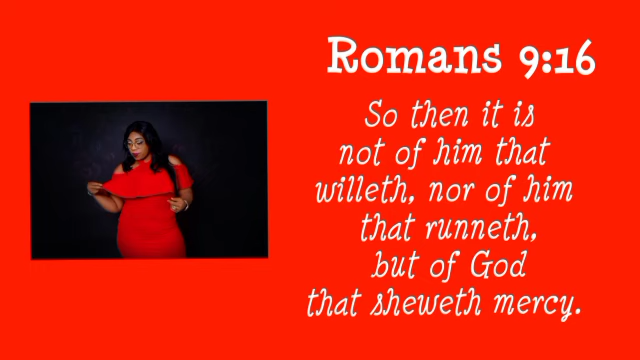 Romans 9:16
So then it is
not of him that
willeth, nor of him
that runneth,
but of God
that sheweth mercy.